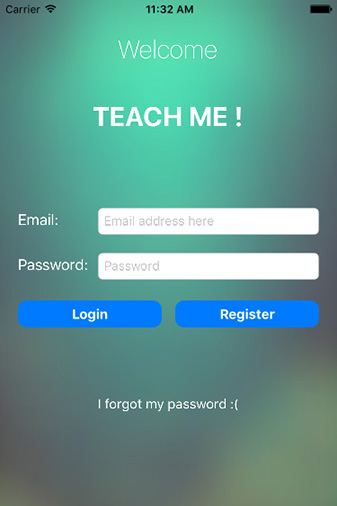 Carrier 11:32 AM
Welcome
TEACH ME !
Email: Email address here
Password: Password
Login Register
I forgot my password :(